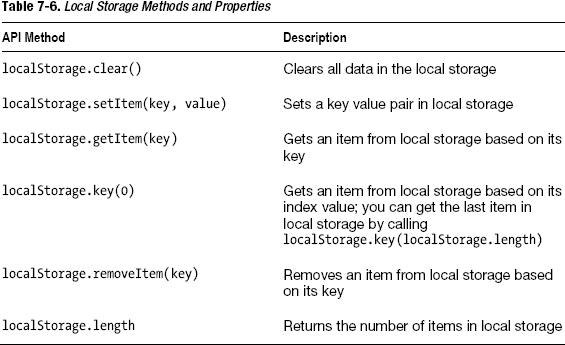 Table 7-6. Local Storage Methods and Properties
API Method Description
localStorage.clear() Clears all data in the local storage
localStorage.setItem(key, value) Sets a key value pair in local storage
localStorage.getItem(key) Gets an item from local storage based on its
key
localStorage.key(0) Gets an item from local storage based on its
index value; you can get the last item in
local storage by calling
localStorage.key(localStorage.length)
localStorage.removeItem(key) Removes an item from local storage based
on its key
localStorage.length Returns the number of items in local storage